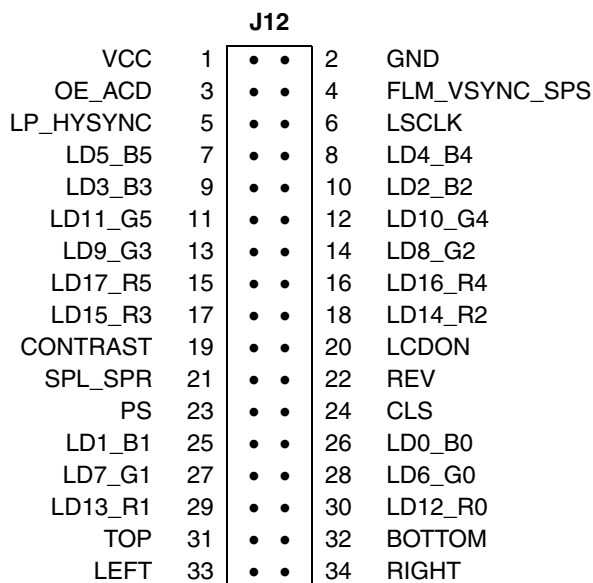 J12
VCC 1 2 GND
OE_ACD 3 4 FLM_VSYNC_SPS
LP_HYSYNC 5 6 LSCLK
LD5_B5 7 8 LD4_B4
LD3_B3 9 10 LD2_B2
LD11_G5 11 12 LD10_G4
LD9_G3 13 14 LD8_G2
LD17_R5 15 16 LD16_R4
LD15_R3 17 18 LD14_R2
CONTRAST 19 20 LCDON
SPL_SPR 21 22 REV
PS 23 24 CLS
LD1_B1 25 26 LD0_B0
LD7_G1 27 28 LD6_G0
LD13_R1 29 30 LD12_R0
TOP 31 32 BOTTOM
LEFT 33 34 RIGHT